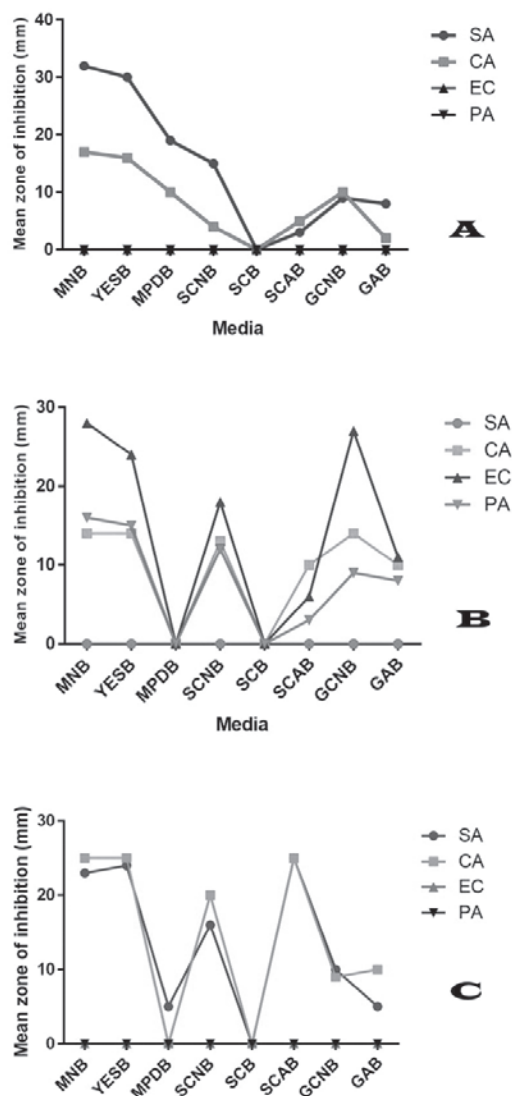 Mean zone of inhibition (mm)
40
30
20
10
0
MNB
YESB
MPDB
SCNB
SCB
SCAB
GCNB
GAB
Media
SA
CA
EC
PA
A
Mean zone of inhibition (mm)
30
20
10
0
MNB
YESB
MPDB
SCNB
SCB
SCAB
GCNB
GAB
Media
SA
CA
EC
PA
B
Mean zone of inhibition (mm)
30
20
10
0
MNB
YESB
MPDB
SCNB
SCB
SCAB
GCNB
GAB
SA
CA
EC
PA
C